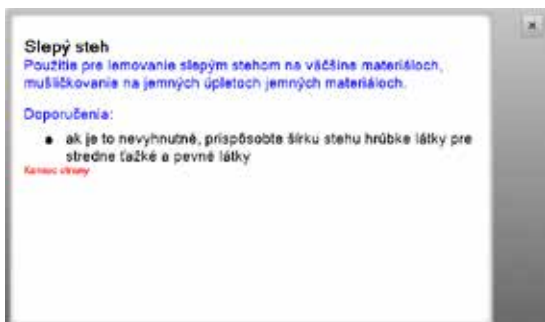 Slepý steh
Použitie pre lemovanie slepým stehom na väčšine materiáloch,
mušličkovanie na jemných úpletoch jemných materiáloch.
Doporučenia:
• ak je to nevyhnutné, prispôsobte šírku stehu hrúbke látky pre
stredne ťažké a pevné látky
Koniec strany